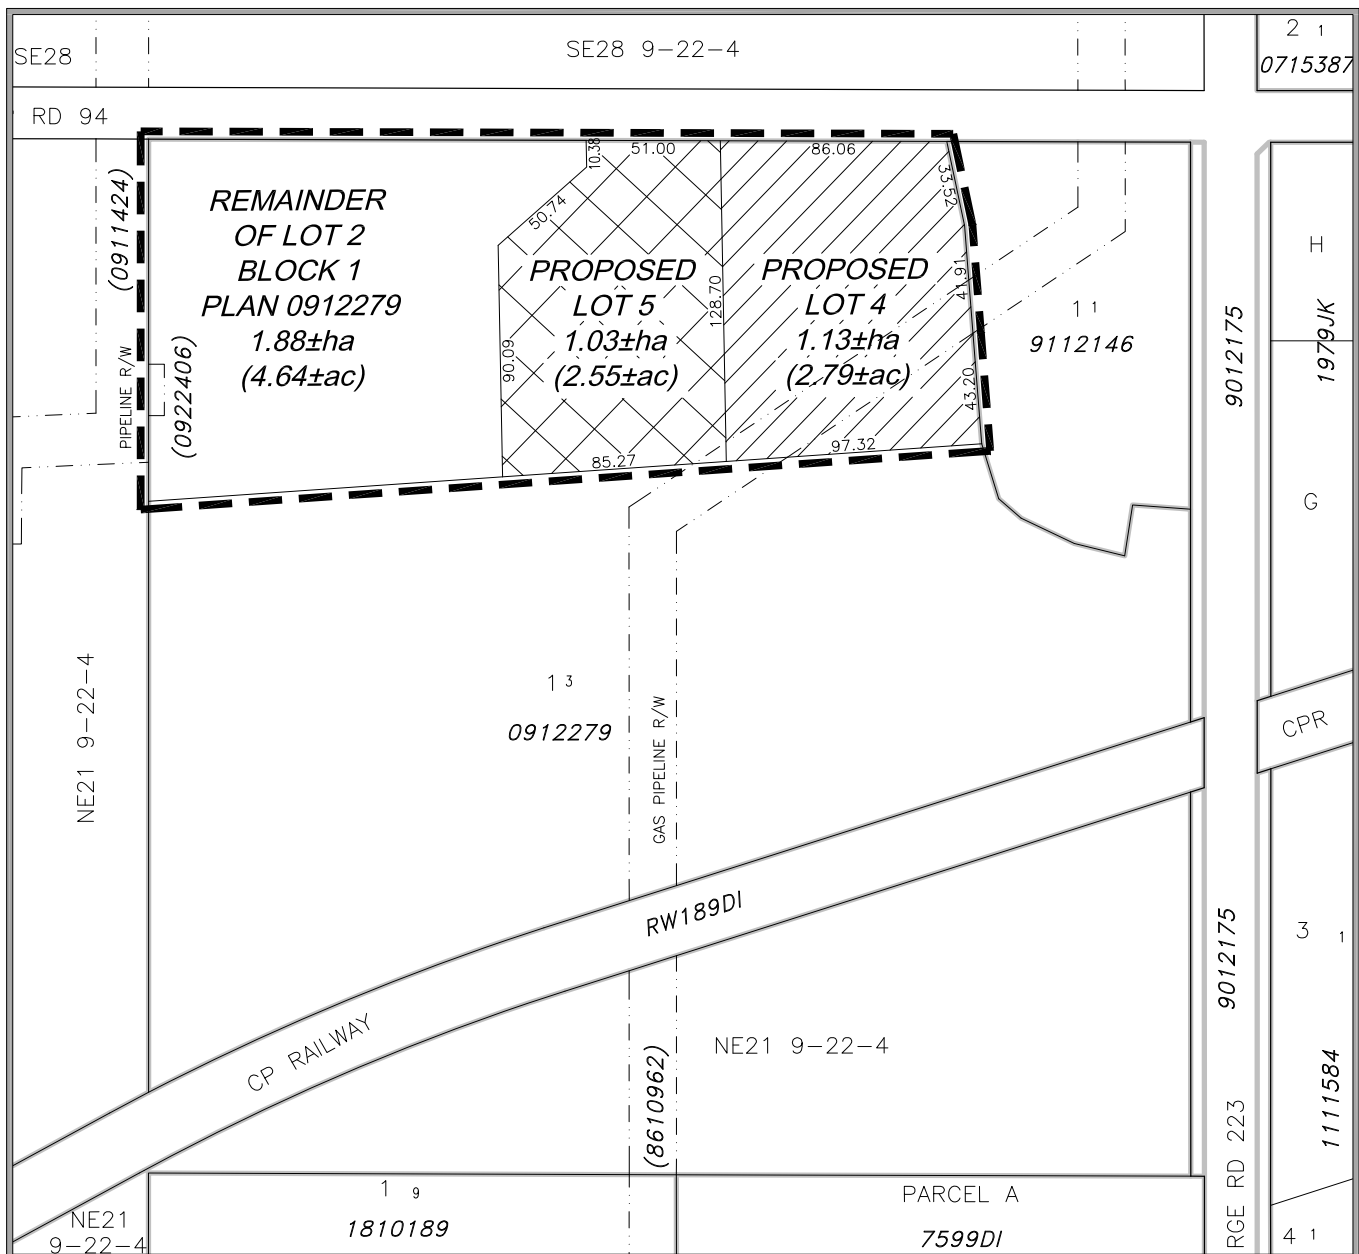 SE28
SE28 9-22-4
2 1
0715387
RD 94
10.38
51.00
86.06
33.52
(0911424)
REMAINDER
OF LOT 2
BLOCK 1
PLAN 0912279
1.88±ha
(4.64±ac)
50.74
PROPOSED
LOT 5
1.03±ha
(2.55±ac)
128.70
PROPOSED
LOT 4
1.13±ha
(2.79±ac)
41.91
43.20
90.09
85.27
97.32
PIPELINE R/W
(0922406)
1 1
9112146
9012175
H
1979JK
G
NE21 9-22-4
1 3
0912279
GAS PIPELINE R/W
CPR
RW189DI
CP RAILWAY
NE21 9-22-4
(8610962)
9012175
3 1
1111584
RGE RD 223
1 9
1810189
PARCEL A
7599DI
NE21
9-22-4
4 1